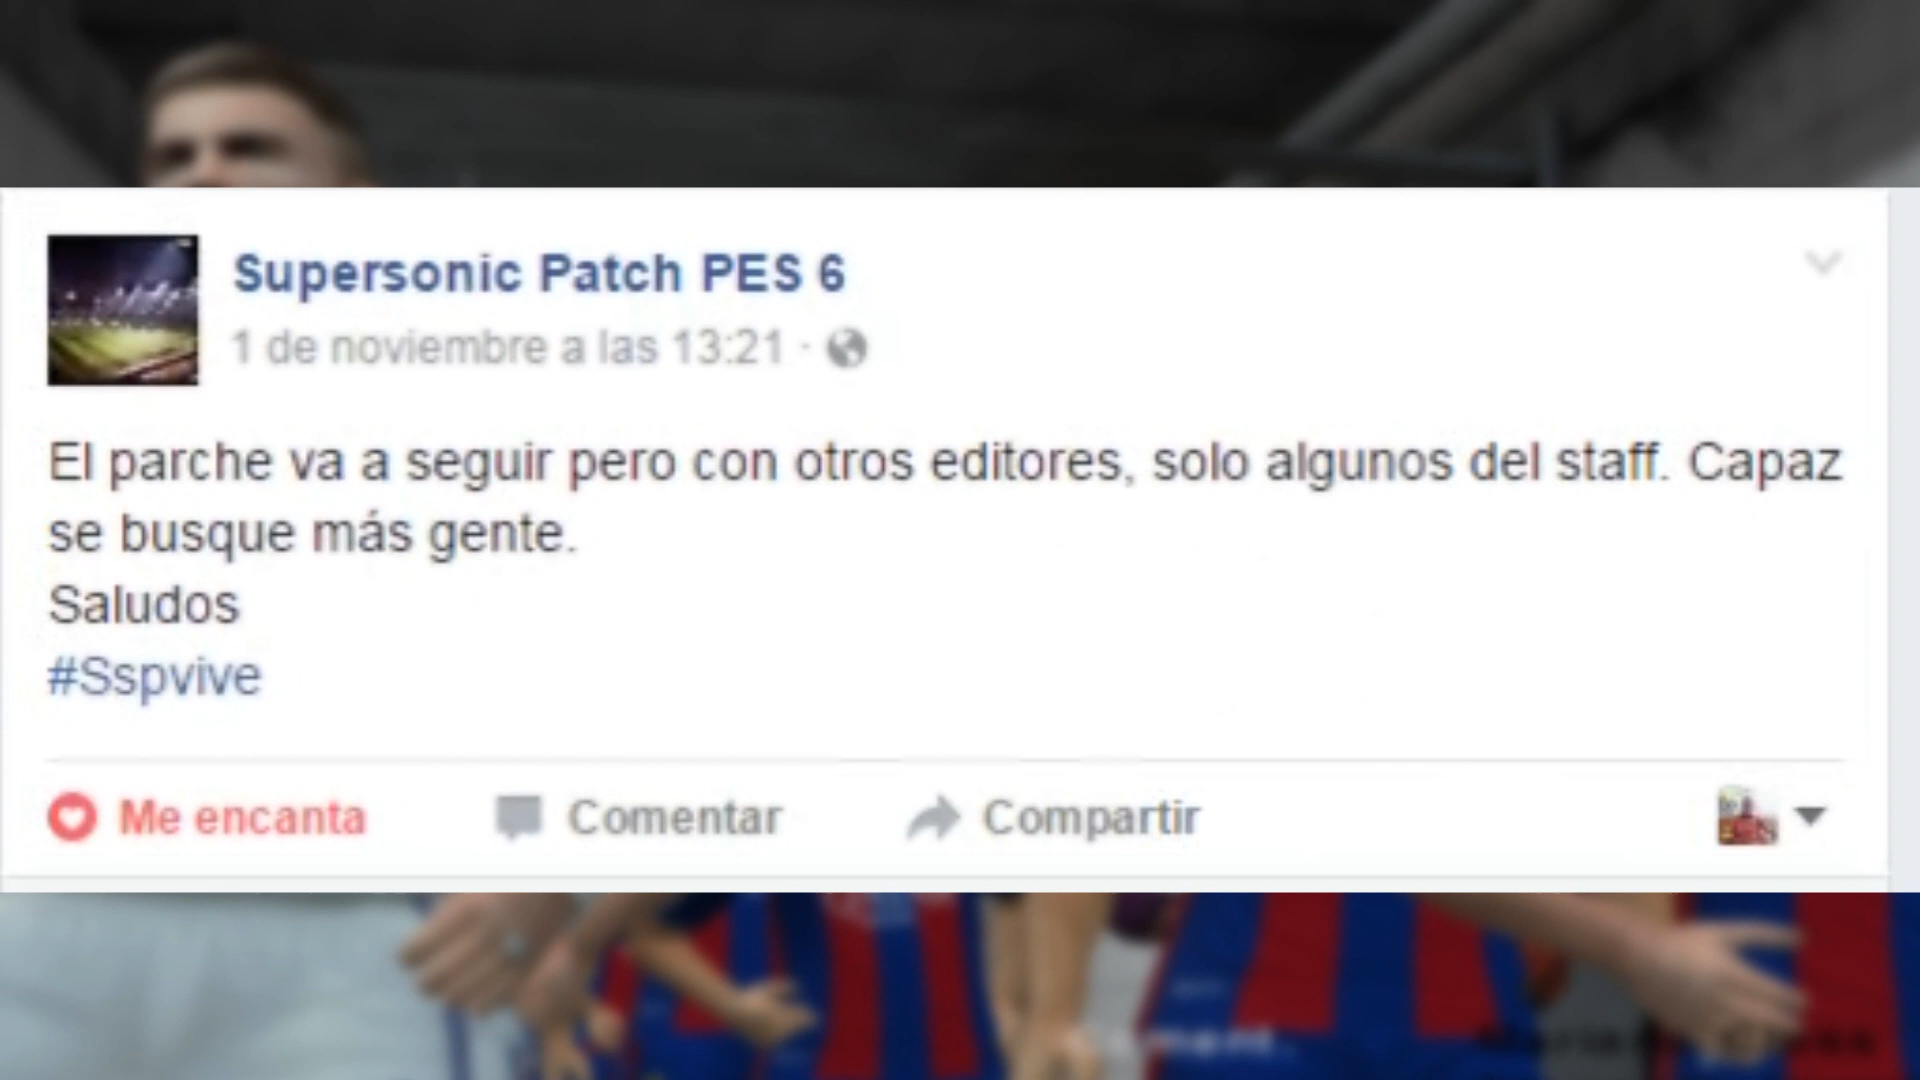 Supersonic Patch PES 6
1 de noviembre a las 13:21 ·
El parche va a seguir pero con otros editores, solo algunos del staff. Capaz
se busque más gente.
Saludos
#Sspvive
Me encanta
Comentar
Compartir